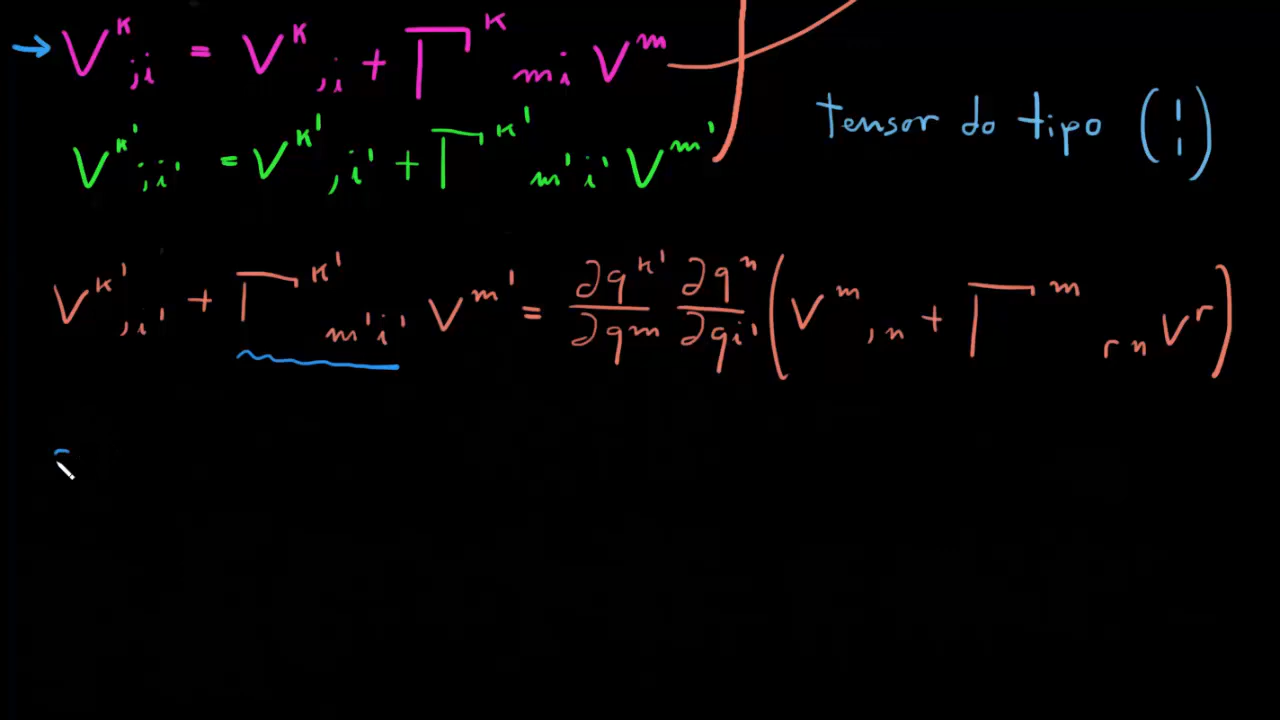 → V^k_{;i} = V^k_{,i} + Γ^k_{mi} V^m
V^{k'}_{;i'} = V^{k'}_{,i'} + Γ^{k'}_{m'i'} V^{m'}
tensor do tipo (1 1)
V^{k'}_{,i'} + Γ^{k'}_{m'i'} V^{m'} = ∂q^{k'}/∂q^m ∂q^n/∂q^{i'} (V^m_{,n} + Γ^m_{rn} V^r)